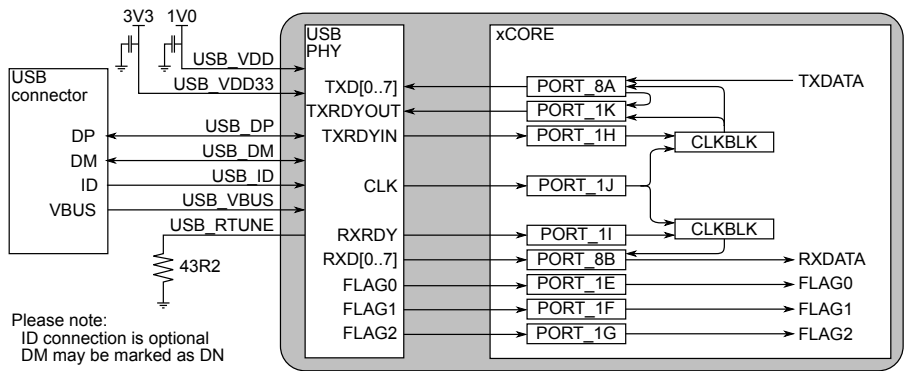 3V3
1V0
USB_VDD
USB_VDD33
USB
connector
DP
DM
ID
VBUS
USB_DP
USB_DM
USB_ID
USB_VBUS
USB_RTUNE
43R2
Please note:
ID connection is optional
DM may be marked as DN
USB
PHY
TXD[0..7]
TXRDYOUT
TXRDYIN
CLK
RXRDY
RXD[0..7]
FLAG0
FLAG1
FLAG2
xCORE
PORT_8A
PORT_1K
PORT_1H
PORT_1J
PORT_1I
PORT_8B
PORT_1E
PORT_1F
PORT_1G
CLKBLK
CLKBLK
TXDATA
RXDATA
FLAG0
FLAG1
FLAG2